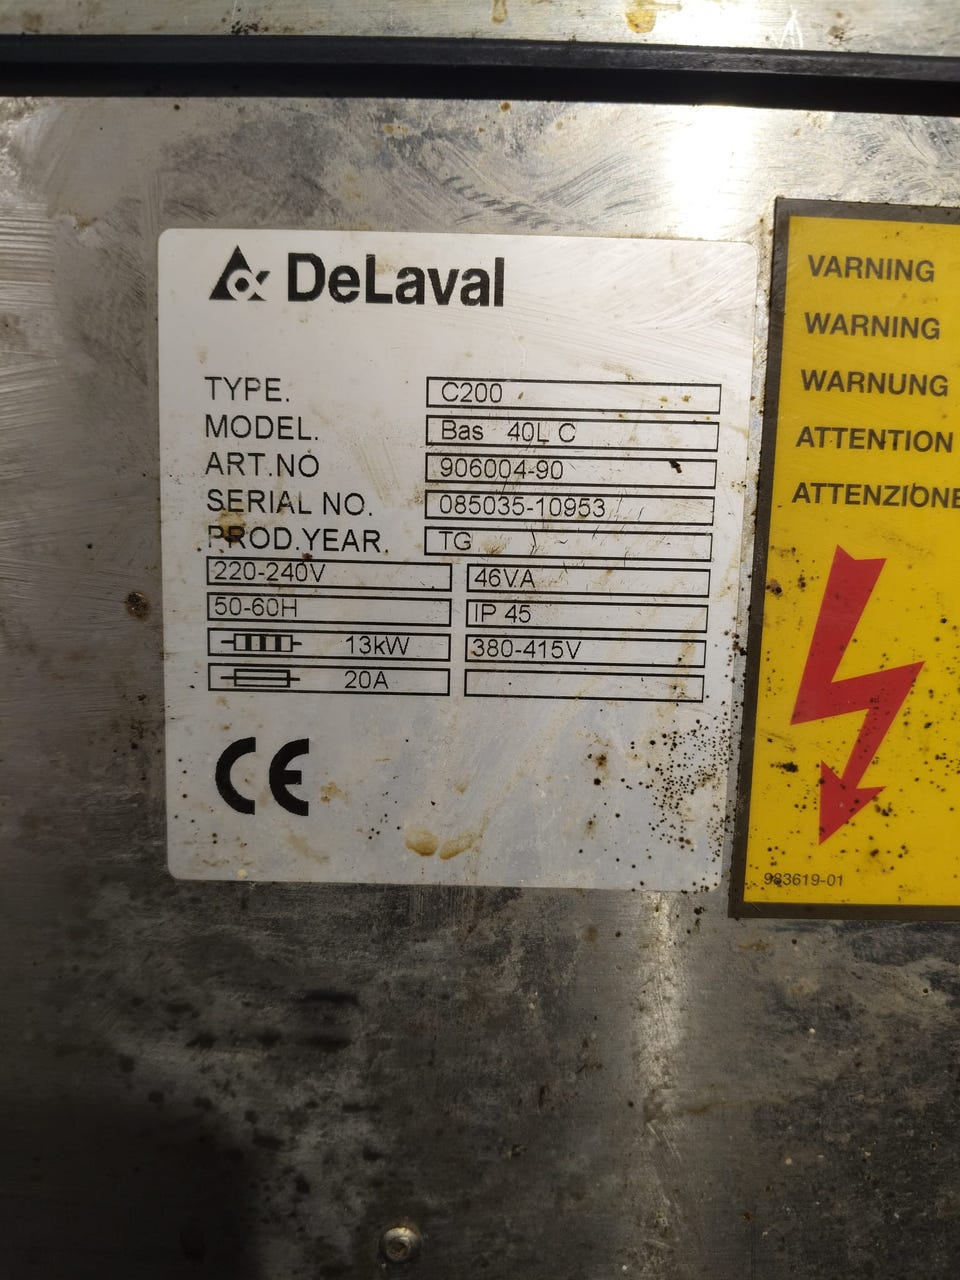 DeLaval
TYPE. C200
MODEL. Bas 40L C
ART.NO 906004-90
SERIAL NO. 085035-10953
PROD.YEAR. TG
220-240V 46VA
50-60H IP 45
13kW 380-415V
20A
CE
VARNING
WARNING
WARNUNG
ATTENTION
ATTENZIONE
983619-01